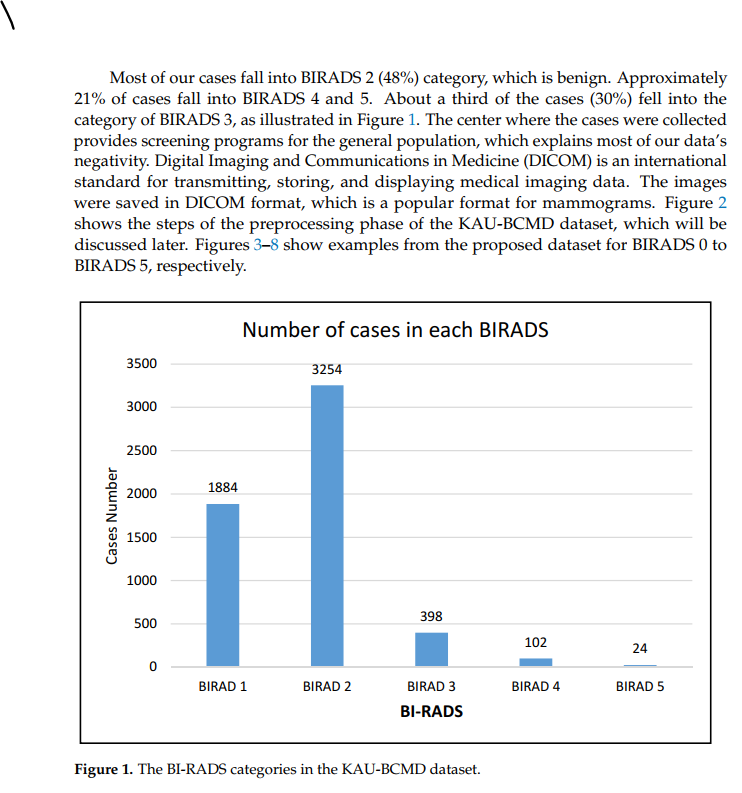 Most of our cases fall into BIRADS 2 (48%) category, which is benign. Approximately
21% of cases fall into BIRADS 4 and 5. About a third of the cases (30%) fell into the
category of BIRADS 3, as illustrated in Figure 1. The center where the cases were collected
provides screening programs for the general population, which explains most of our data's
negativity. Digital Imaging and Communications in Medicine (DICOM) is an international
standard for transmitting, storing, and displaying medical imaging data. The images
were saved in DICOM format, which is a popular format for mammograms. Figure 2
shows the steps of the preprocessing phase of the KAU-BCMD dataset, which will be
discussed later. Figures 3–8 show examples from the proposed dataset for BIRADS 0 to
BIRADS 5, respectively.
Number of cases in each BIRADS
Cases Number
3500
3000
2500
2000
1500
1000
500
0
1884
3254
398
102
24
BIRAD 1
BIRAD 2
BIRAD 3
BIRAD 4
BIRAD 5
BI-RADS
Figure 1. The BI-RADS categories in the KAU-BCMD dataset.